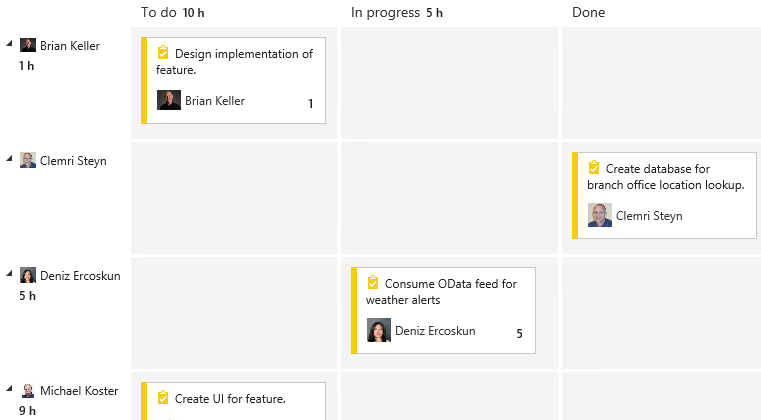 To do 10 h
In progress 5 h
Done
Brian Keller
1 h
Design implementation of
feature.
Brian Keller
1
Clemri Steyn
Create database for
branch office location lookup.
Clemri Steyn
Deniz Ercoskun
5 h
Consume OData feed for
weather alerts
Deniz Ercoskun
5
Michael Koster
9 h
Create UI for feature.